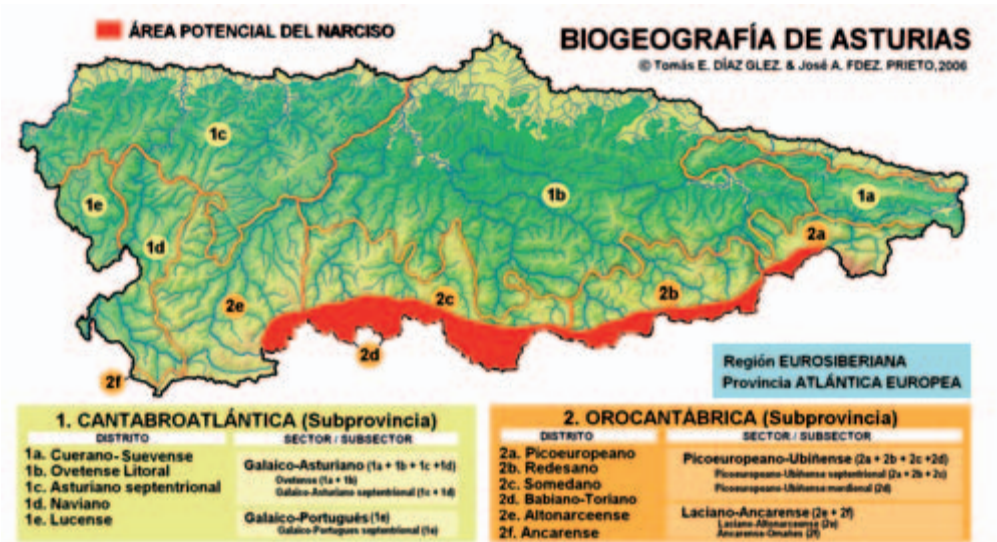 ÁREA POTENCIAL DEL NARCISO
BIOGEOGRAFÍA DE ASTURIAS
© Tomás E. DÍAZ GLEZ. & José A. FDEZ. PRIETO, 2006
1c
1b
1e
1a
1d
2a
2e
2c
2b
2d
2f
Región EUROSIBERIANA
Provincia ATLÁNTICA EUROPEA
1. CANTABROATLÁNTICA (Subprovincia)
DISTRITO
SECTOR / SUBSECTOR
1a. Cuerano-Suevense
1b. Ovetense Litoral
1c. Asturiano septentrional
1d. Naviano
1e. Lucense
Galaico-Asturiano (1a + 1b + 1c +1d)
Ovetense (1a + 1b)
Galaico-Asturiano septentrional (1c + 1d)
Galaico-Portugués (1e)
Galaico-Portugues septentrional (1e)
2. OROCANTÁBRICA (Subprovincia)
DISTRITO
SECTOR / SUBSECTOR
2a. Picoeuropeano
2b. Redesano
2c. Somedano
2d. Babiano-Toriano
2e. Altonarceense
2f. Ancarense
Picoeuropeano-Ubiñense (2a + 2b + 2c +2d)
Picoeuropeano-Ubiñense septentrional (2a + 2b + 2c)
Picoeuropeano-Ubiñense meridional (2d)
Laciano-Ancarense (2e + 2f)
Laciano-Altonarceense (2e)
Ancarense-Omañes (2f)